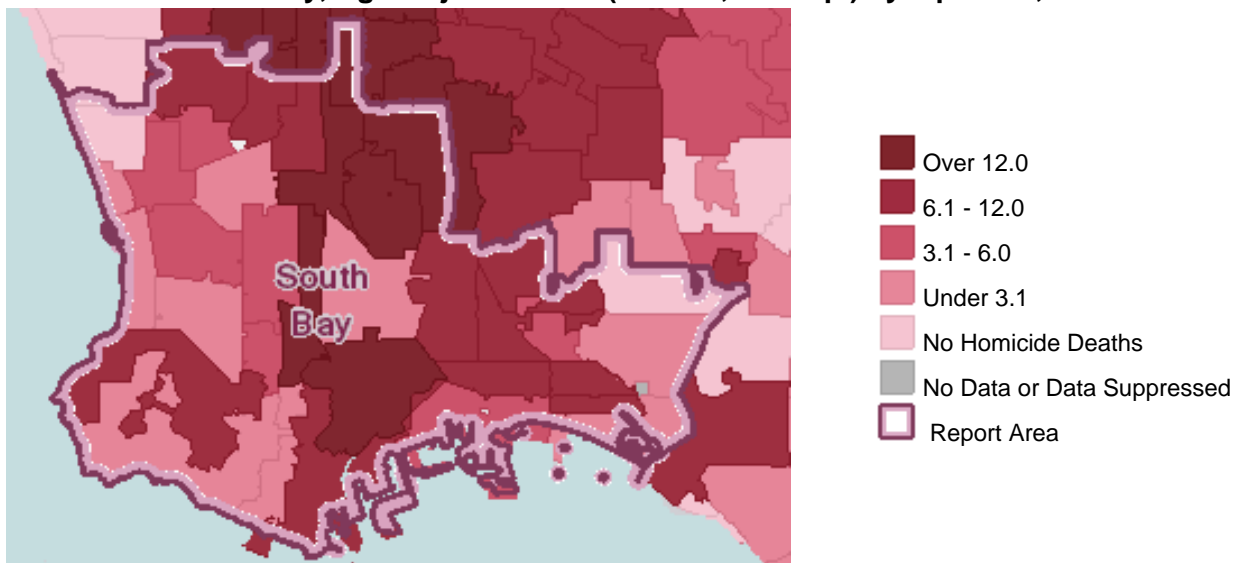 South
Bay
Over 12.0
6.1 - 12.0
3.1 - 6.0
Under 3.1
No Homicide Deaths
No Data or Data Suppressed
Report Area